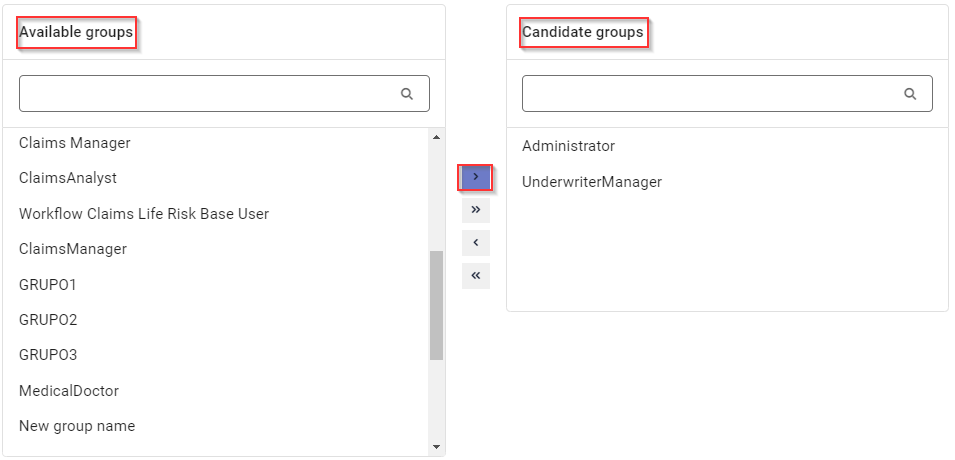 Available groups
Claims Manager
ClaimsAnalyst
Workflow Claims Life Risk Base User
ClaimsManager
GRUPO1
GRUPO2
GRUPO3
MedicalDoctor
New group name
>
>>
<
<<
Candidate groups
Administrator
UnderwriterManager